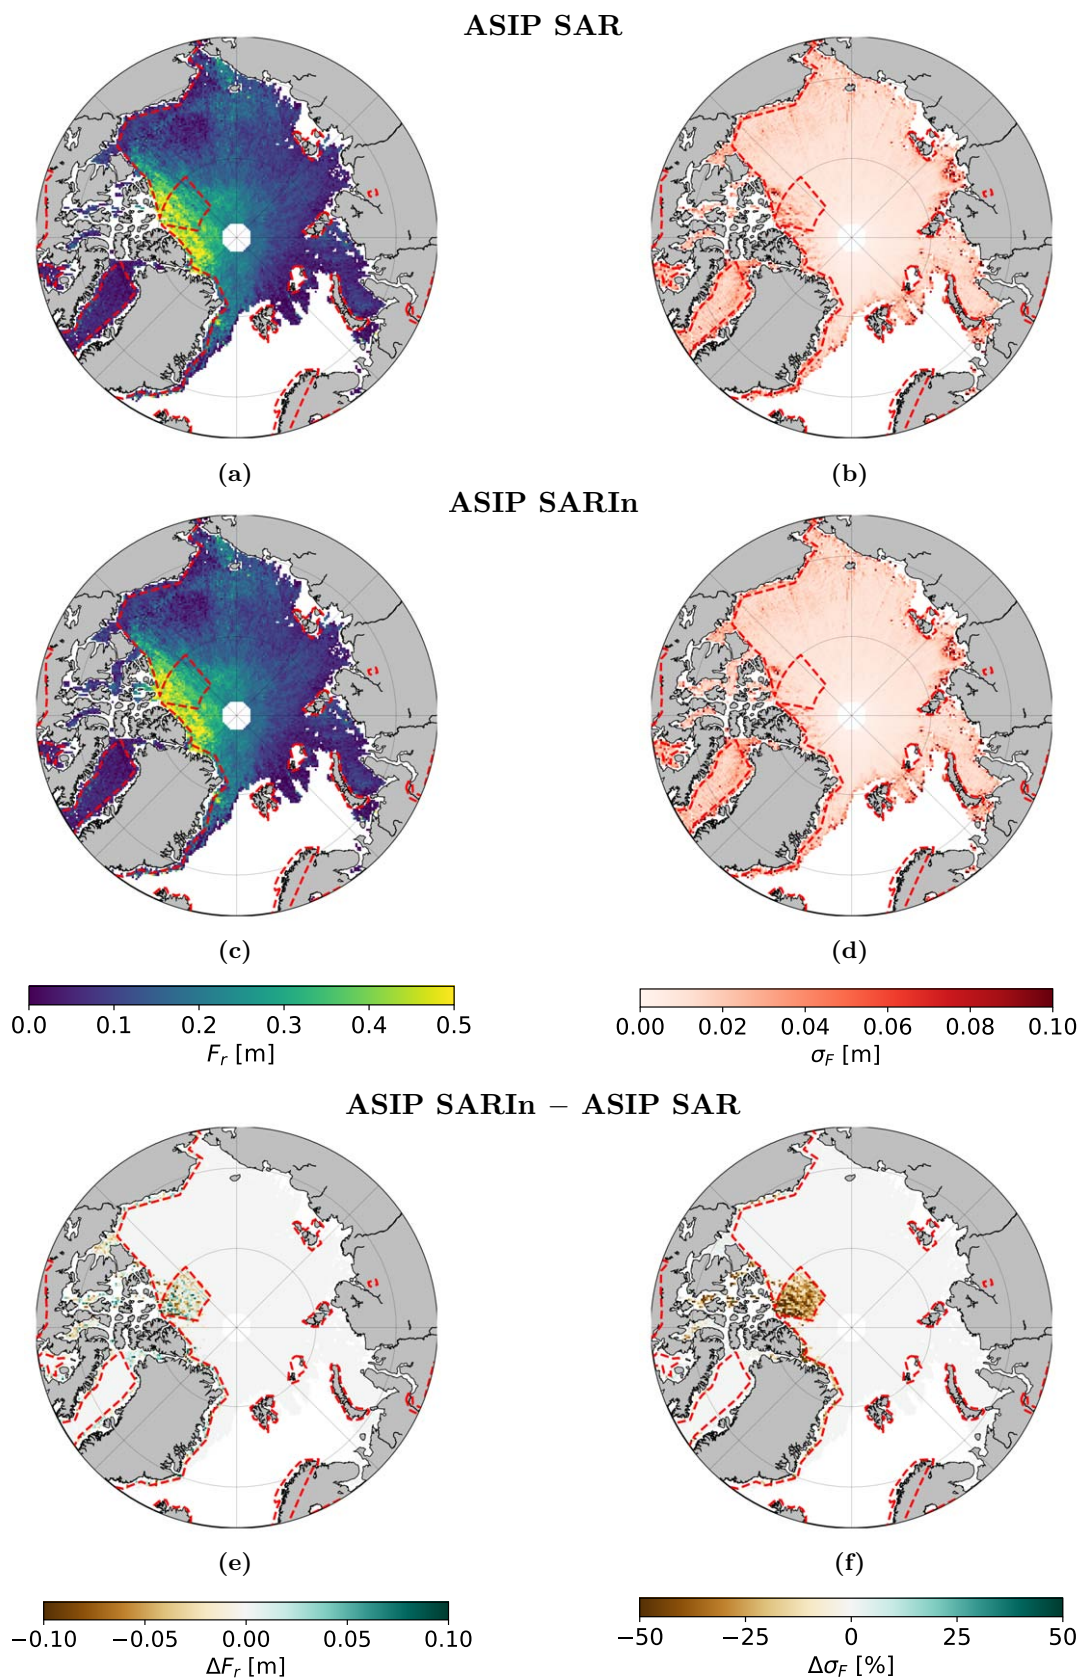 ASIP SAR
(a) (b)
ASIP SARIn
(c) (d)
0.0 0.1 0.2 0.3 0.4 0.5
F_r [m]
0.00 0.02 0.04 0.06 0.08 0.10
σ_F [m]
ASIP SARIn − ASIP SAR
(e) (f)
−0.10 −0.05 0.00 0.05 0.10
ΔF_r [m]
−50 −25 0 25 50
Δσ_F [%]